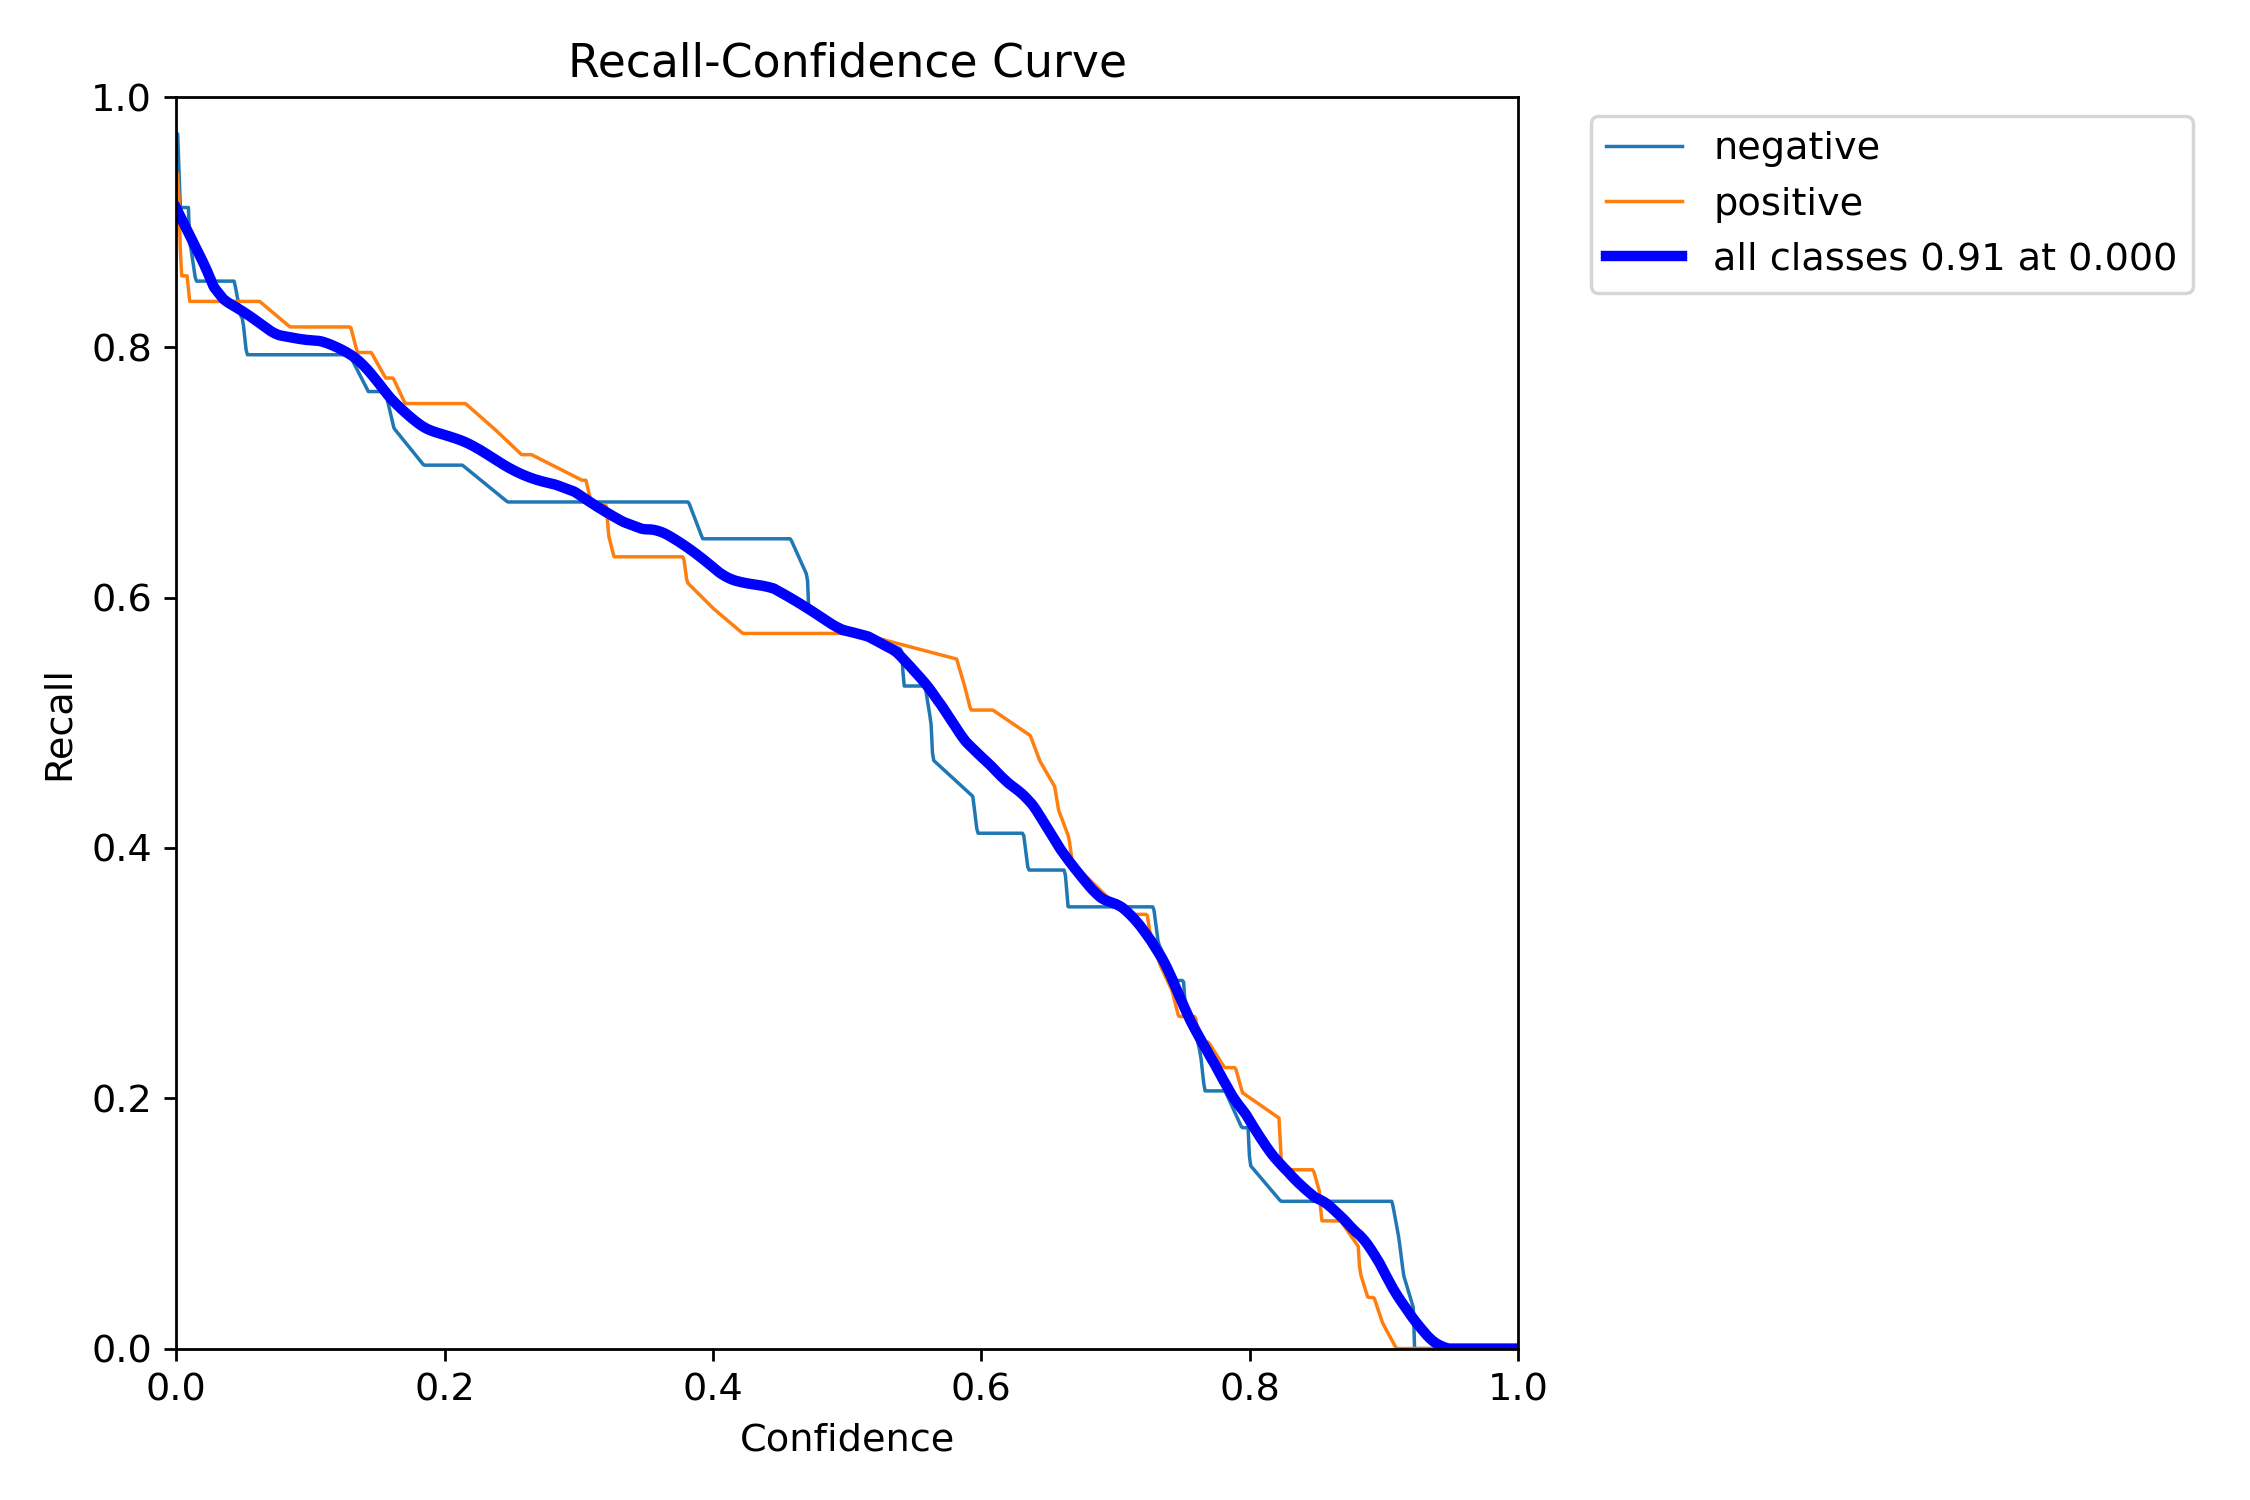 Recall-Confidence Curve
1.0
0.8
0.6
0.4
0.2
0.0
Recall
0.0 0.2 0.4 0.6 0.8 1.0
Confidence
negative
positive
all classes 0.91 at 0.000